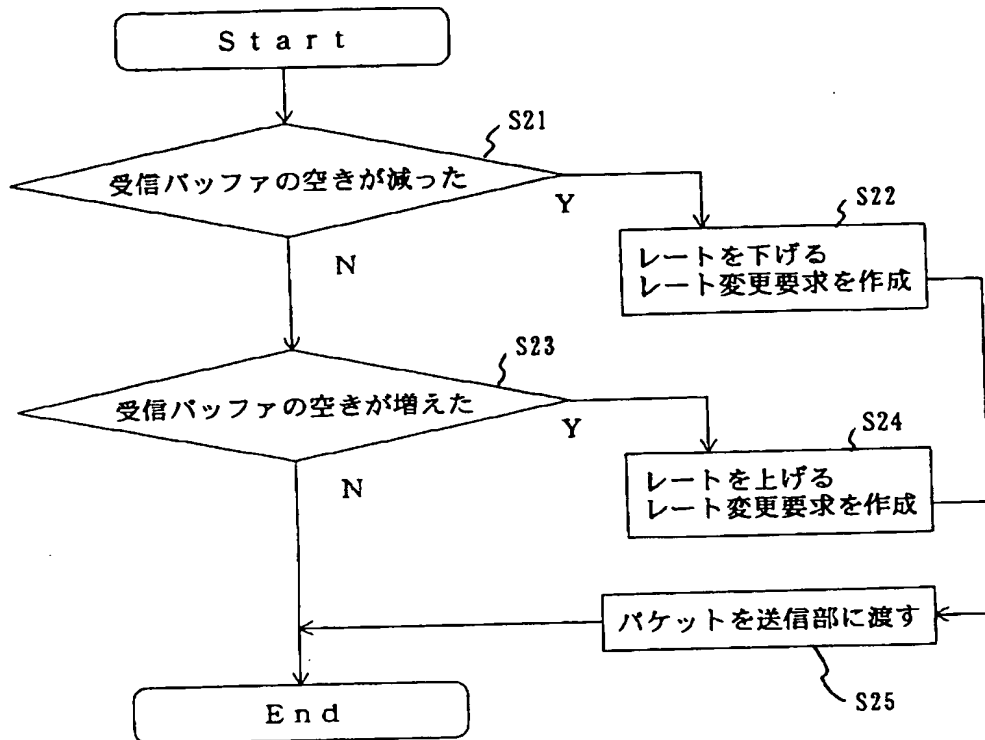 Start
S21
受信バッファの空きが減った
Y
N
S22
レートを下げる
レート変更要求を作成
S23
受信バッファの空きが増えた
Y
N
S24
レートを上げる
レート変更要求を作成
パケットを送信部に渡す
S25
End